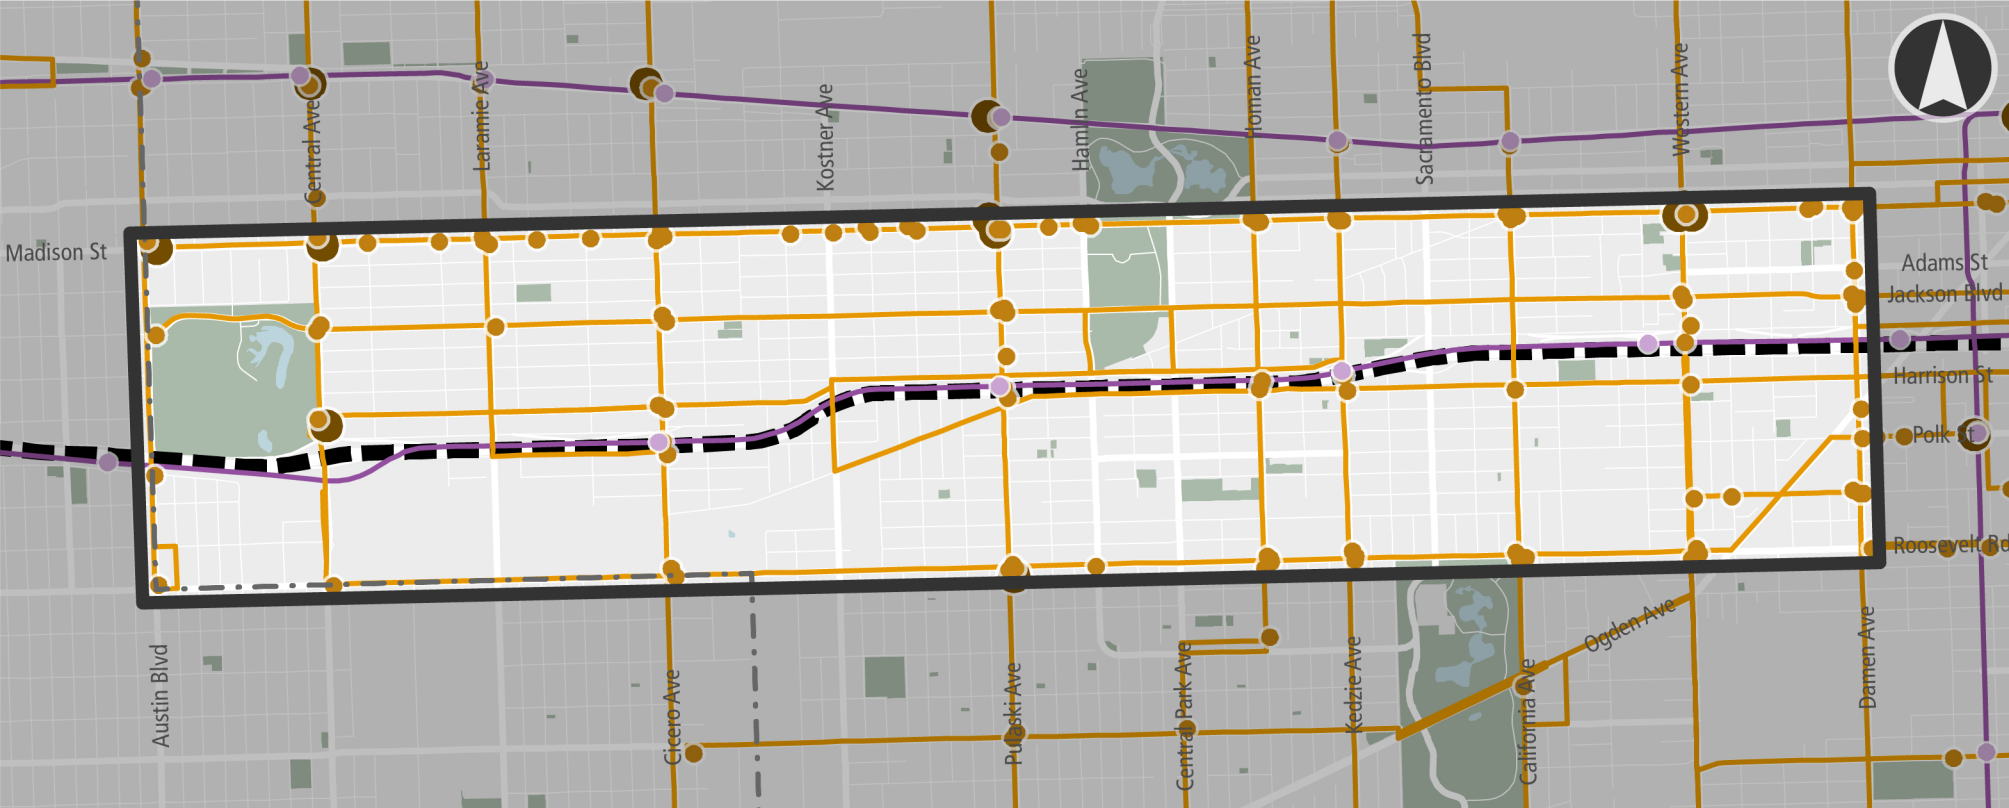 Central Ave
Laramie Ave
Kostner Ave
Hamlin Ave
Homan Ave
Sacramento Blvd
Western Ave
Madison St
Adams St
Jackson Blvd
Harrison St
Polk St
Roosevelt Rd
Austin Blvd
Cicero Ave
Pulaski Ave
Central Park Ave
Kedzie Ave
California Ave
Ogden Ave
Damen Ave